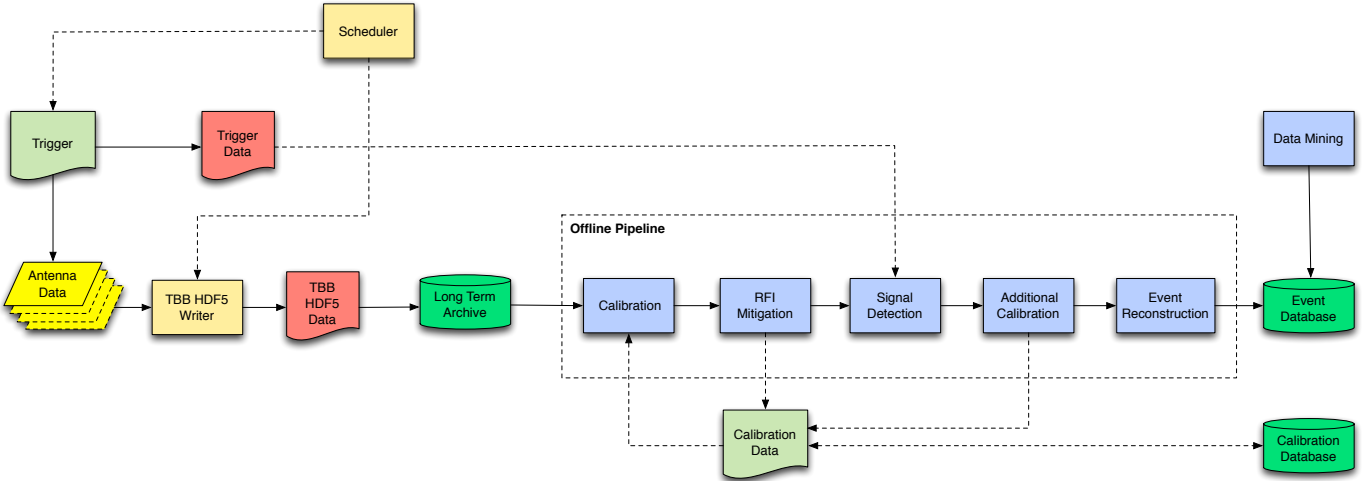 Scheduler
Trigger
Trigger
Data
Data Mining
Offline Pipeline
Antenna
Data
TBB HDF5
Writer
TBB
HDF5
Data
Long Term
Archive
Calibration
RFI
Mitigation
Signal
Detection
Additional
Calibration
Event
Reconstruction
Event
Database
Calibration
Data
Calibration
Database